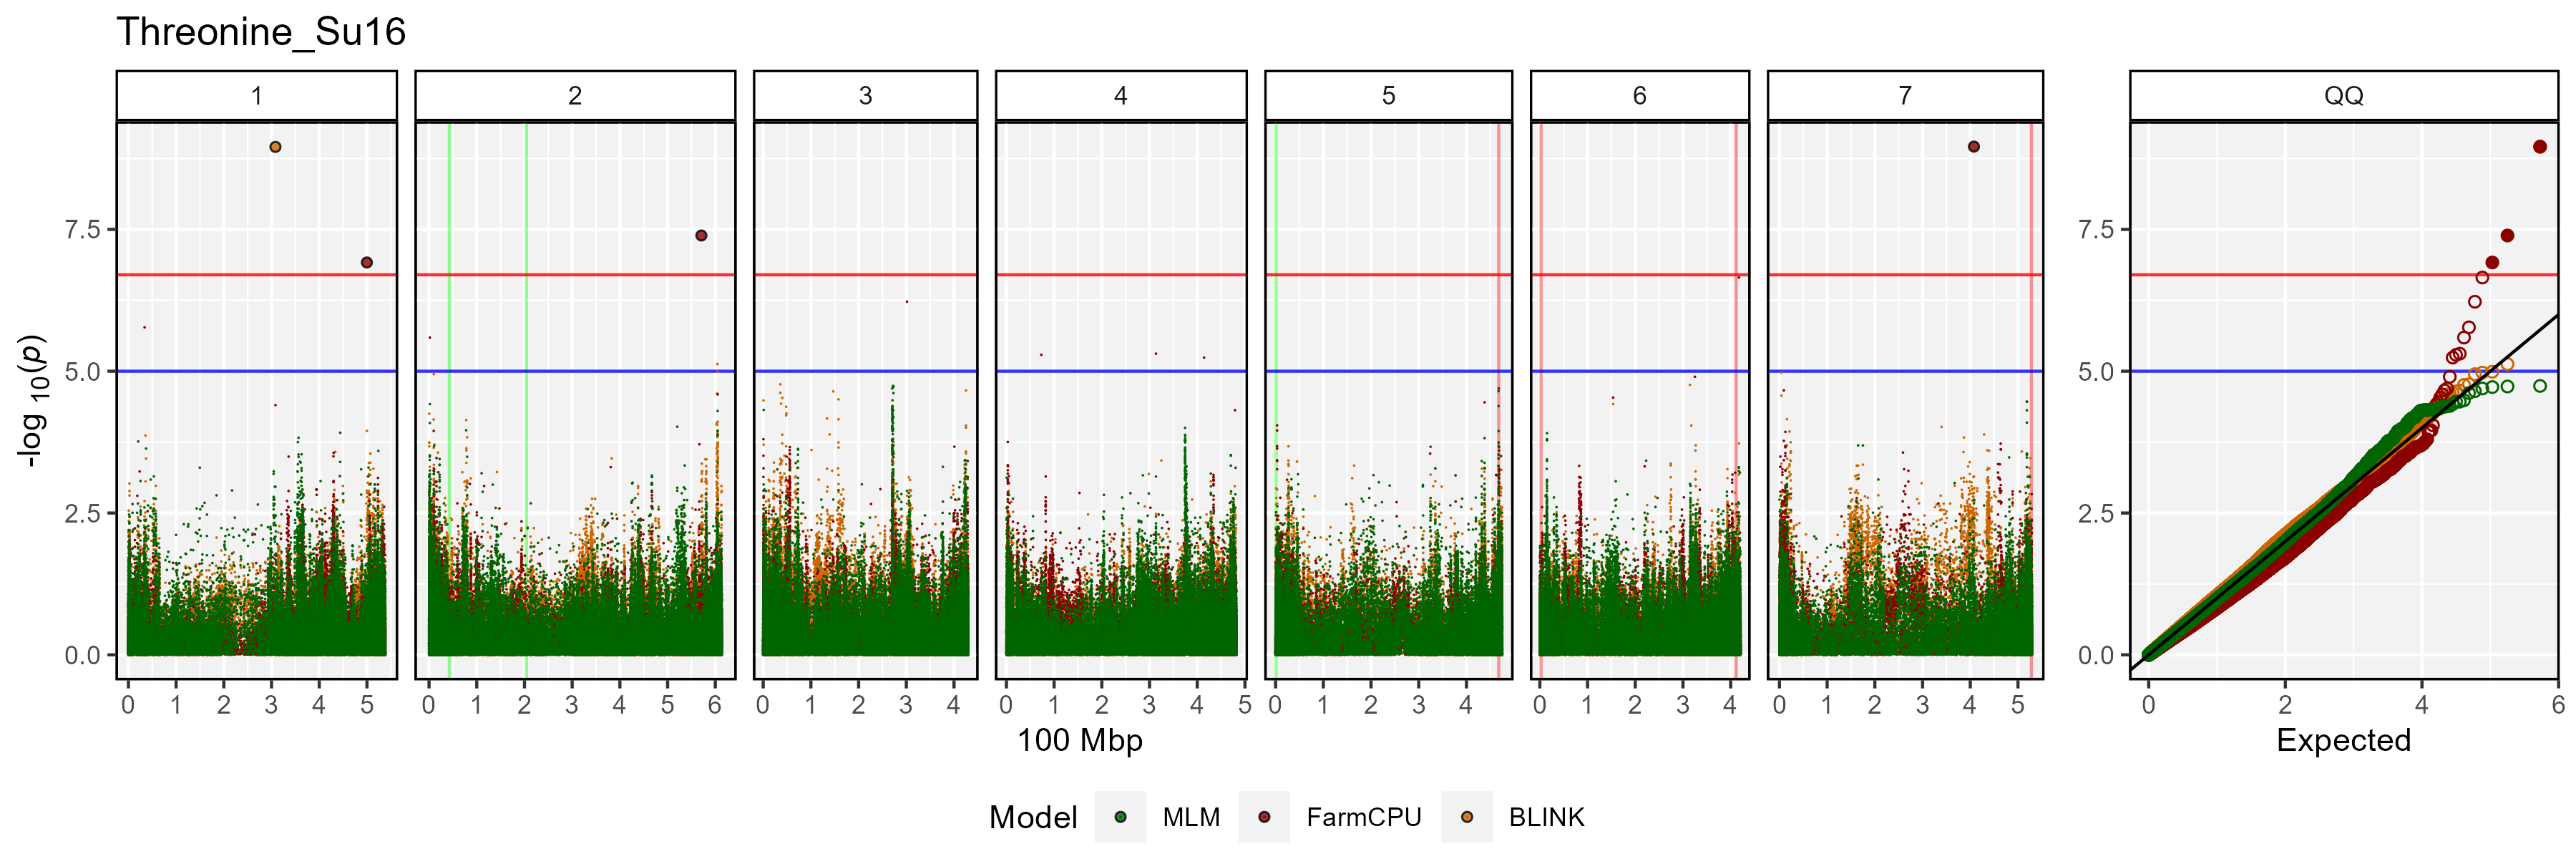 Threonine_Su16
1 2 3 4 5 6 7 QQ
-log 10(p)
7.5 7.5
5.0 5.0
2.5 2.5
0.0 0.0
0 1 2 3 4 5 0 1 2 3 4 5 6 0 1 2 3 4 0 1 2 3 4 5 0 1 2 3 4 0 1 2 3 4 0 1 2 3 4 5 0 2 4 6
100 Mbp Expected
Model MLM FarmCPU BLINK